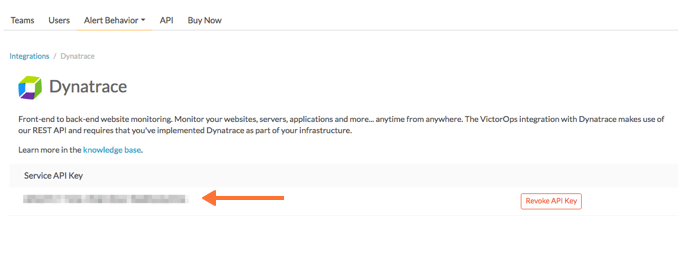 Teams Users Alert Behavior API Buy Now
Integrations / Dynatrace
Dynatrace
Front-end to back-end website monitoring. Monitor your websites, servers, applications and more... anytime from anywhere. The VictorOps integration with Dynatrace makes use of
our REST API and requires that you've implemented Dynatrace as part of your infrastructure.
Learn more in the knowledge base.
Service API Key
Revoke API Key